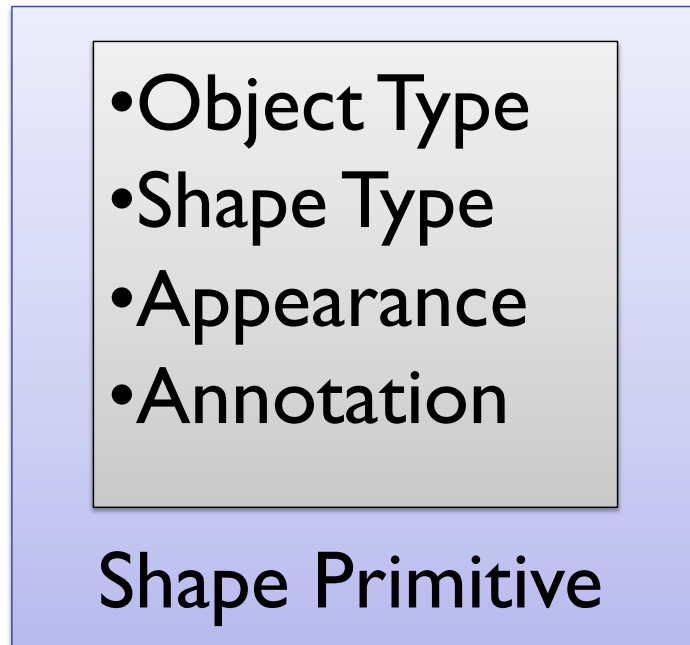 •Object Type
•Shape Type
•Appearance
•Annotation
Shape Primitive